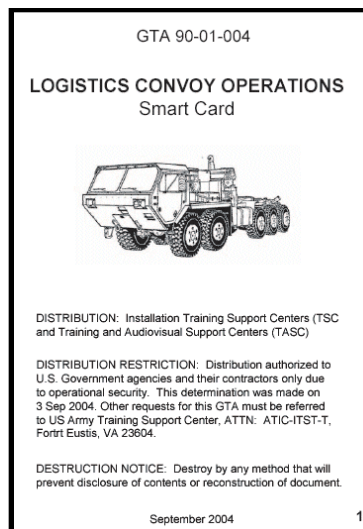 GTA 90-01-004
LOGISTICS CONVOY OPERATIONS
Smart Card
DISTRIBUTION: Installation Training Support Centers (TSC
and Training and Audiovisual Support Centers (TASC)
DISTRIBUTION RESTRICTION: Distribution authorized to
U.S. Government agencies and their contractors only due
to operational security. This determination was made on
3 Sep 2004. Other requests for this GTA must be referred
to US Army Training Support Center, ATTN: ATIC-ITST-T,
Fortrt Eustis, VA 23604.
DESTRUCTION NOTICE: Destroy by any method that will
prevent disclosure of contents or reconstruction of document.
September 2004
1